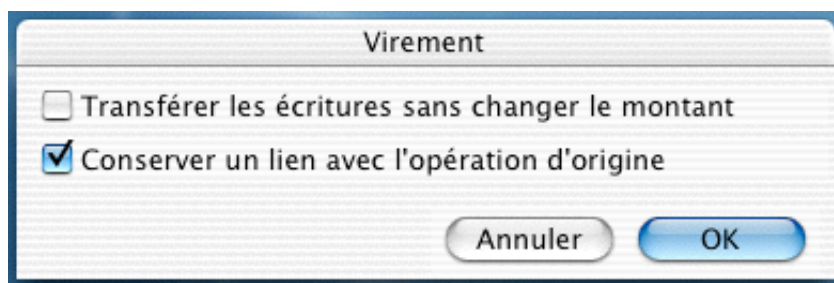 Virement
Transférer les écritures sans changer le montant
Conserver un lien avec l'opération d'origine
Annuler OK